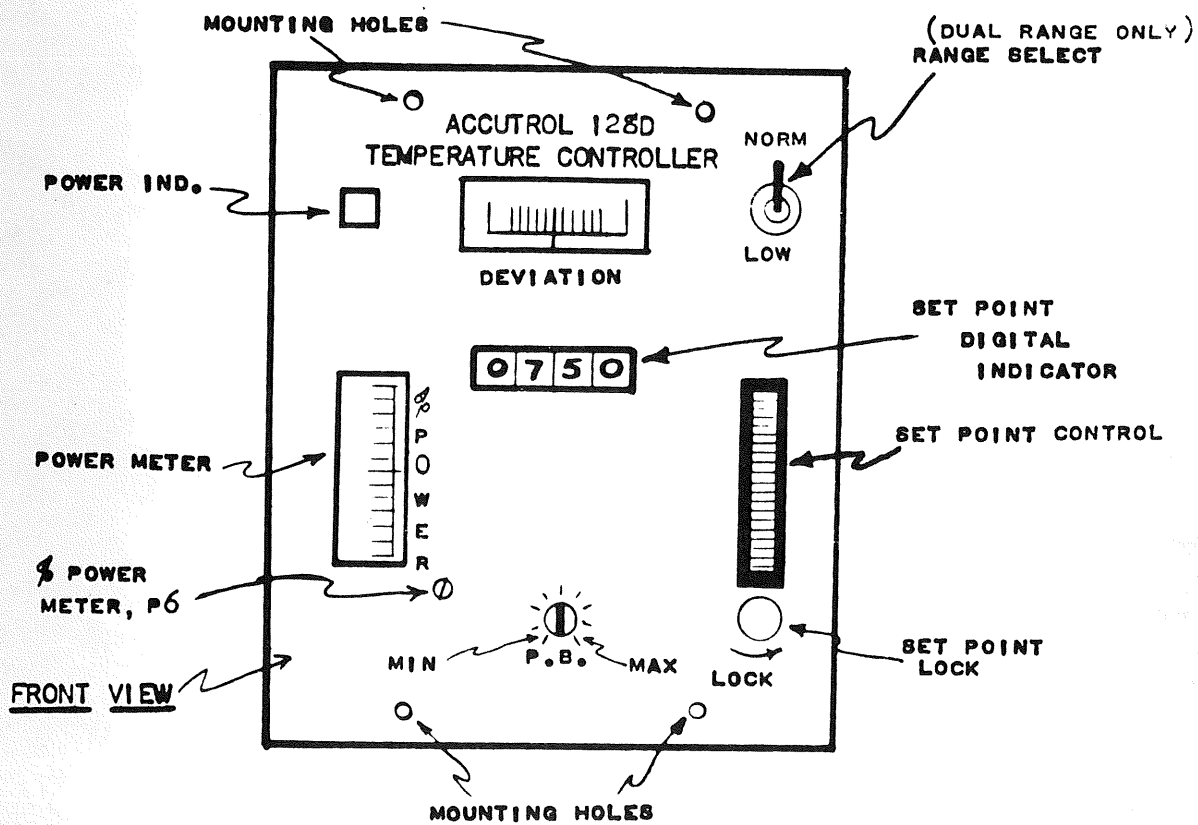 MOUNTING HOLES
(DUAL RANGE ONLY)
RANGE SELECT
ACCUTROL 128D
TEMPERATURE CONTROLLER
NORM
POWER IND.
LOW
DEVIATION
SET POINT
DIGITAL
INDICATOR
0750
% POWER
SET POINT CONTROL
POWER METER
% POWER
METER, P6
MIN
P.B.
MAX
LOCK
SET POINT
LOCK
FRONT VIEW
MOUNTING HOLES